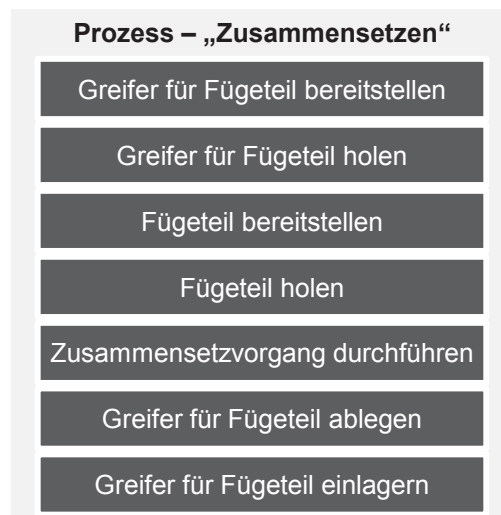 Prozess – „Zusammensetzen“
Greifer für Fügeteil bereitstellen
Greifer für Fügeteil holen
Fügeteil bereitstellen
Fügeteil holen
Zusammensetzvorgang durchführen
Greifer für Fügeteil ablegen
Greifer für Fügeteil einlagern